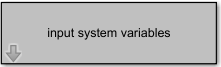 input system variables